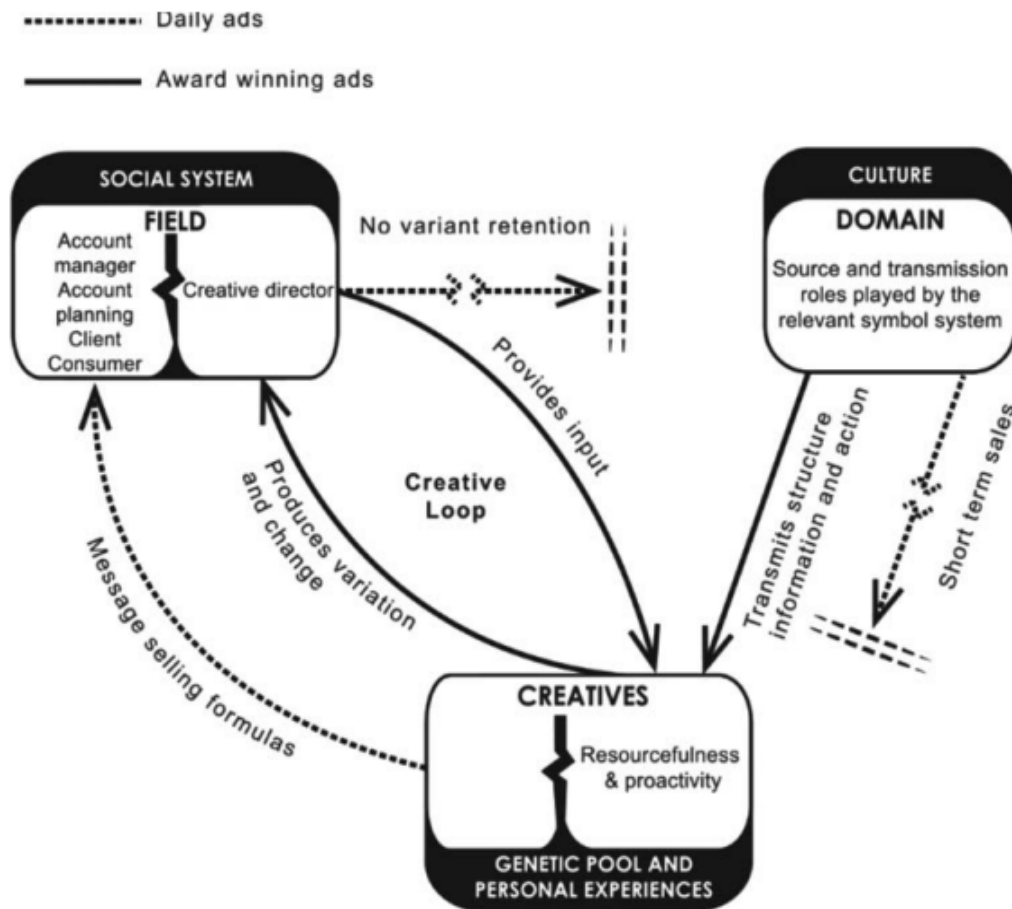 Daily ads
Award winning ads
SOCIAL SYSTEM
FIELD
Account
manager
Account
planning
Client
Consumer
Creative director
No variant retention
CULTURE
DOMAIN
Source and transmission
roles played by the
relevant symbol system
Provides input
Creative
Loop
Produces variation
and change
Message selling formulas
Transmits structure
information and action
Short term sales
CREATIVES
Resourcefulness
& proactivity
GENETIC POOL AND
PERSONAL EXPERIENCES